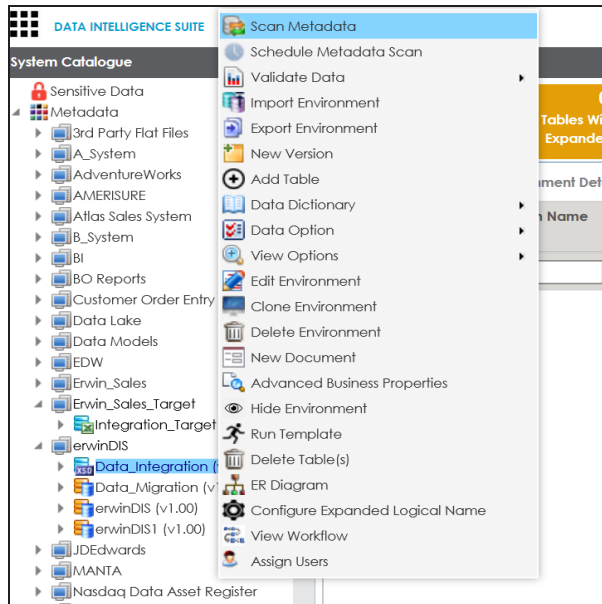 DATA INTELLIGENCE SUITE
System Catalogue
Sensitive Data
Metadata
3rd Party Flat Files
A_System
AdventureWorks
AMERISURE
Atlas Sales System
B_System
BI
BO Reports
Customer Order Entry
Data Lake
Data Models
EDW
Erwin_Sales
Erwin_Sales_Target
Integration_Target
erwinDIS
XSD
Data_Integration (
Data_Migration (v1
erwinDIS (v1.00)
erwinDIS1 (v1.00)
JDEdwards
MANTA
Nasdaq Data Asset Register
Scan Metadata
Schedule Metadata Scan
Validate Data
Import Environment
Export Environment
New Version
Add Table
Data Dictionary
Data Option
View Options
Edit Environment
Clone Environment
Delete Environment
New Document
Advanced Business Properties
Hide Environment
Run Template
Delete Table(s)
ER Diagram
Configure Expanded Logical Name
View Workflow
Assign Users
Tables Wi
Expande
nment Det
Name